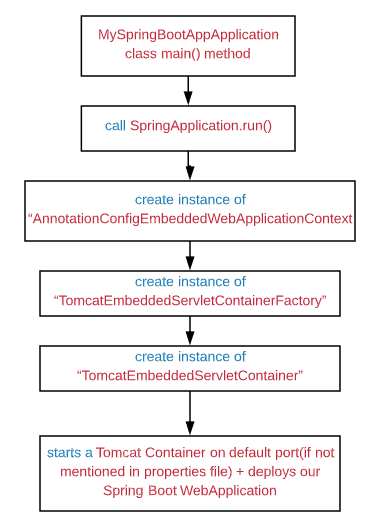 MySpringBootAppApplication
class main() method
call SpringApplication.run()
create instance of
“AnnotationConfigEmbeddedWebApplicationContext
create instance of
“TomcatEmbeddedServletContainerFactory”
create instance of
“TomcatEmbeddedServletContainer”
starts a Tomcat Container on default port(if not
mentioned in properties file) + deploys our
Spring Boot WebApplication